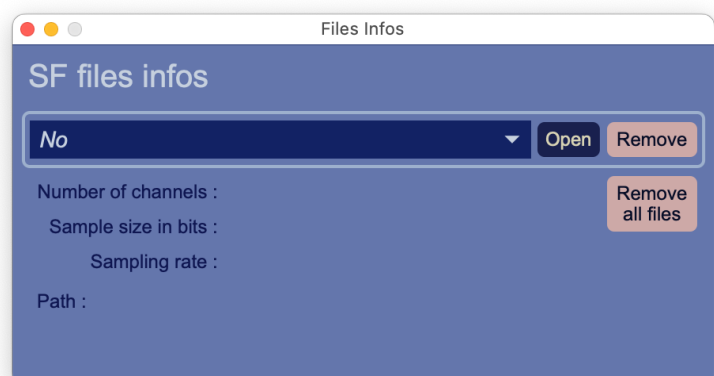 Files Infos
SF files infos
No
Open
Remove
Number of channels :
Remove
all files
Sample size in bits :
Sampling rate :
Path :